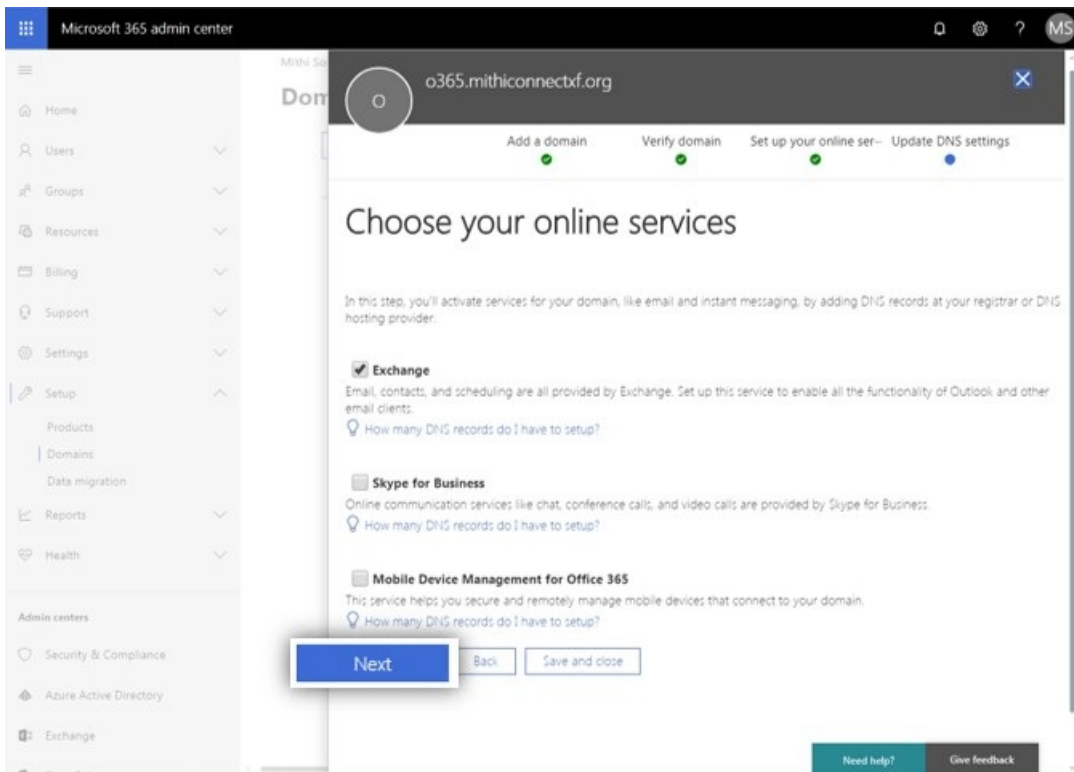 Microsoft 365 admin center
MS
Mithi So
Dom
Home
Users
Groups
Resources
Billing
Support
Settings
Setup
Products
Domains
Data migration
Reports
Health
Admin centers
Security & Compliance
Azure Active Directory
Exchange
O
o365.mithiconnectxf.org
Add a domain
Verify domain
Set up your online ser–
Update DNS settings
Choose your online services
In this step, you'll activate services for your domain, like email and instant messaging, by adding DNS records at your registrar or DNS
hosting provider.
Exchange
Email, contacts, and scheduling are all provided by Exchange. Set up this service to enable all the functionality of Outlook and other
email clients.
How many DNS records do I have to setup?
Skype for Business
Online communication services like chat, conference calls, and video calls are provided by Skype for Business.
How many DNS records do I have to setup?
Mobile Device Management for Office 365
This service helps you secure and remotely manage mobile devices that connect to your domain.
How many DNS records do I have to setup?
Next
Back
Save and close
Need help?
Give feedback